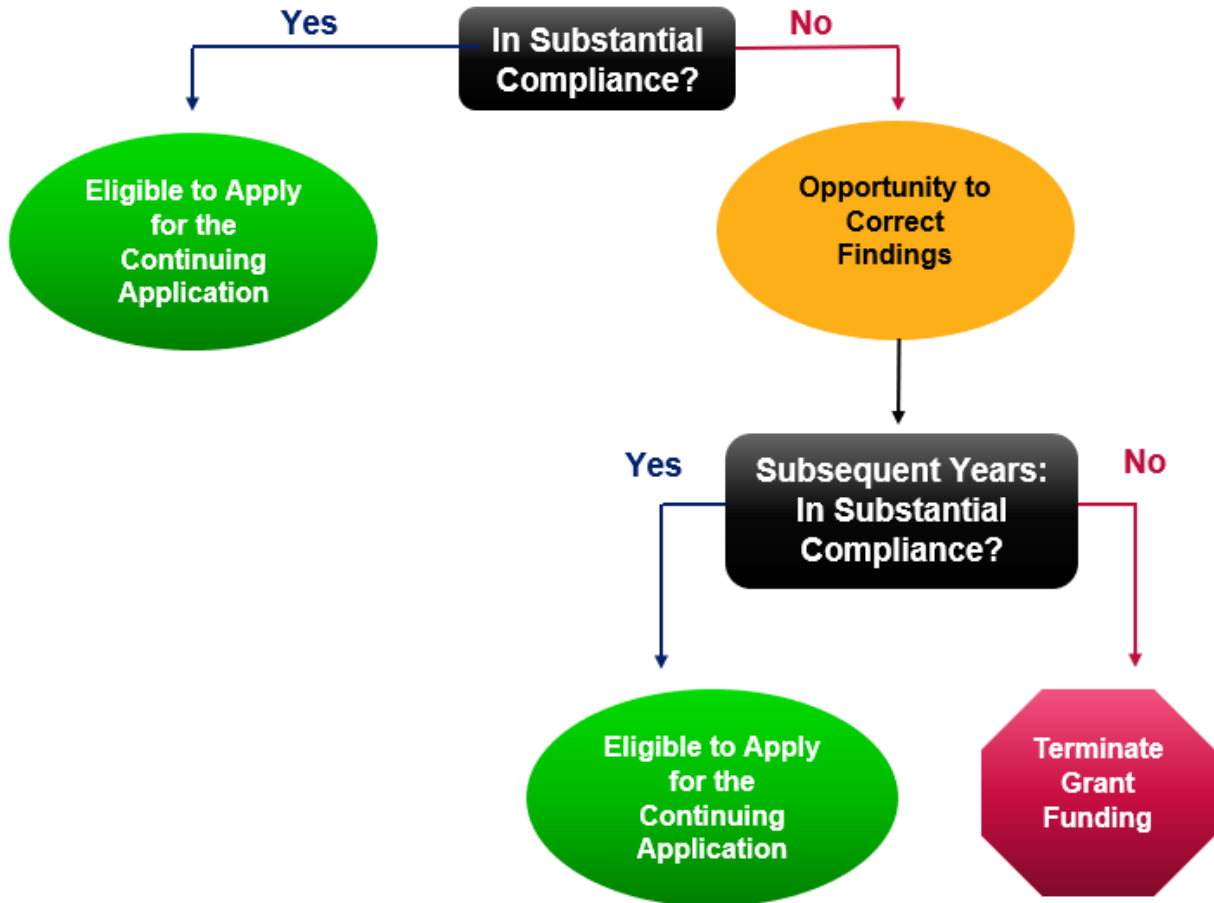 Yes
In Substantial
Compliance?
No
Eligible to Apply
for the
Continuing
Application
Opportunity to
Correct
Findings
Yes
Subsequent Years:
In Substantial
Compliance?
No
Eligible to Apply
for the
Continuing
Application
Terminate
Grant
Funding